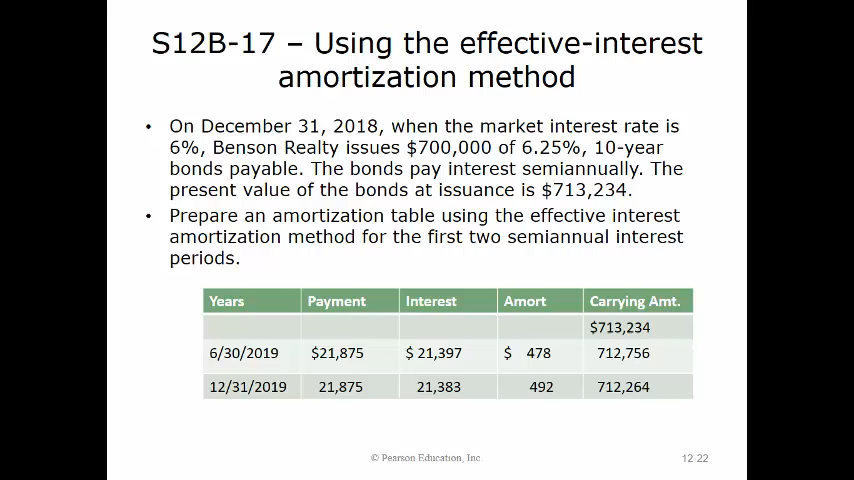 S12B-17 – Using the effective-interest
amortization method
• On December 31, 2018, when the market interest rate is
6%, Benson Realty issues $700,000 of 6.25%, 10-year
bonds payable. The bonds pay interest semiannually. The
present value of the bonds at issuance is $713,234.
• Prepare an amortization table using the effective interest
amortization method for the first two semiannual interest
periods.
Years Payment Interest Amort Carrying Amt.
$713,234
6/30/2019 $21,875 $ 21,397 $ 478 712,756
12/31/2019 21,875 21,383 492 712,264
© Pearson Education, Inc. 12-22